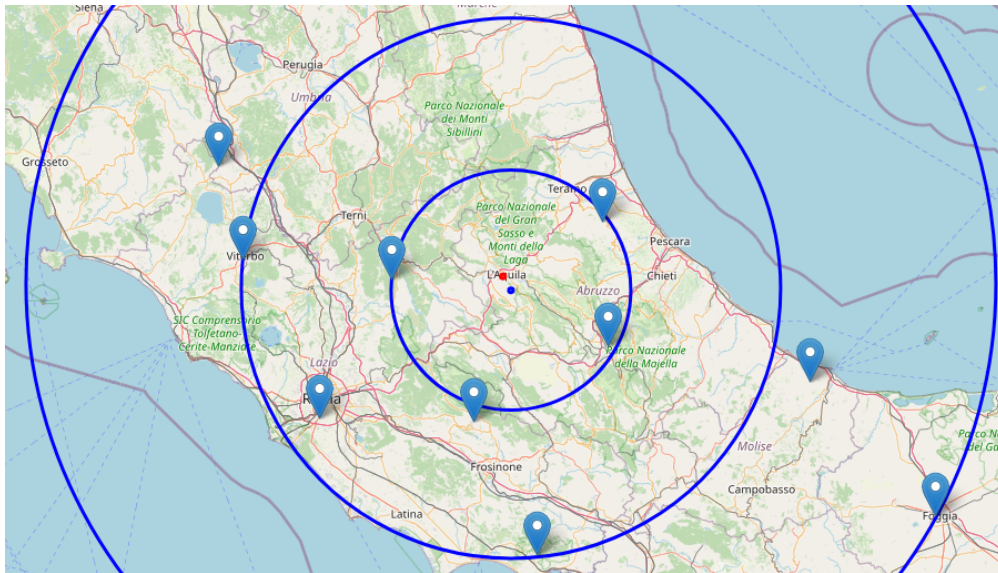 Siena
Marche
Perugia
Umbria
Parco Nazionale
dei Monti
Sibillini
Grosseto
Teramo
Terni
Parco Nazionale
del Gran
Sasso e
Monti della
Laga
Pescara
Viterbo
L'Aquila
Chieti
Abruzzo
SIC Comprensorio
Tolfetano-
Cerite-Manziate
Parco Nazionale
della Majella
Lazio
Roma
Molise
Parco Na
del Ga
Frosinone
Campobasso
Latina
Foggia